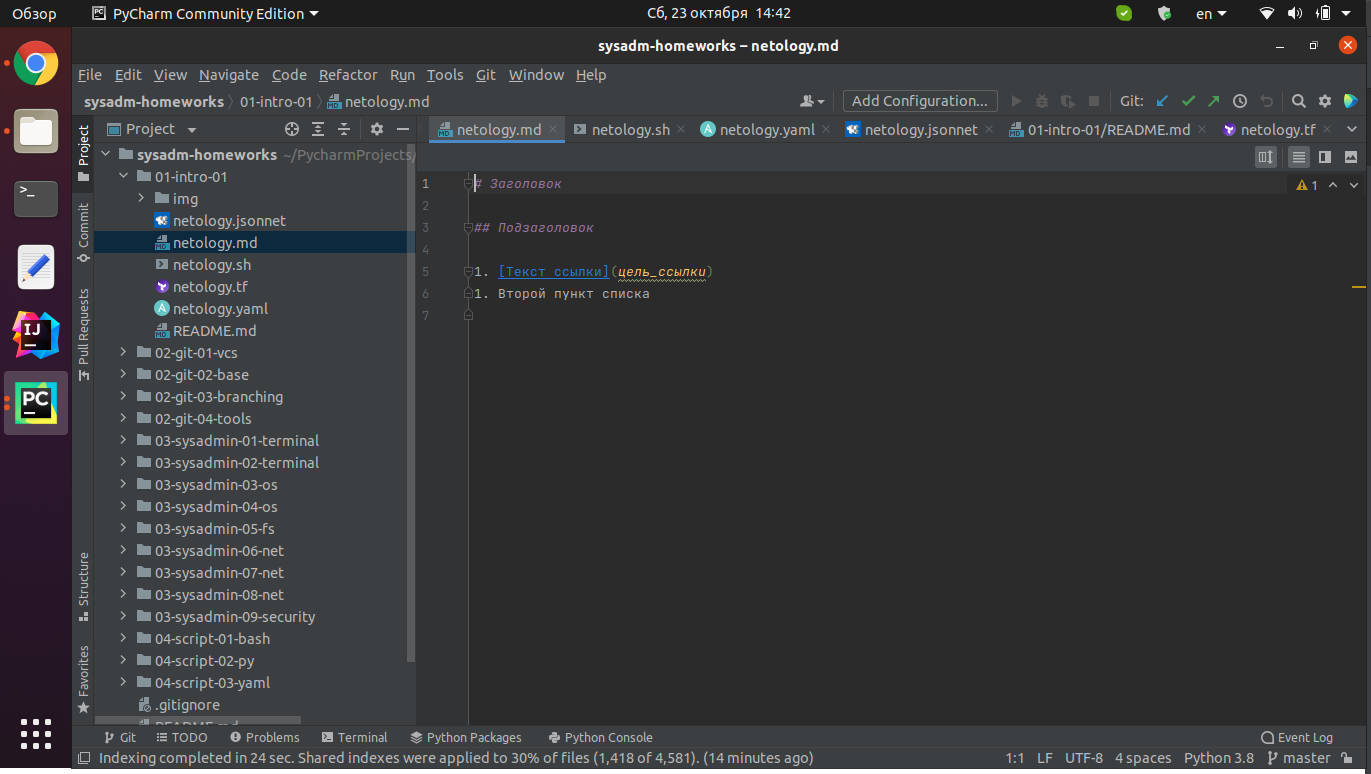 Обзор PyCharm Community Edition Сб, 23 октября 14:42 en
sysadm-homeworks – netology.md
File Edit View Navigate Code Refactor Run Tools Git Window Help
sysadm-homeworks 01-intro-01 netology.md Add Configuration... Git:
Project netology.md netology.sh netology.yaml netology.jsonnet 01-intro-01/README.md netology.tf
sysadm-homeworks ~/PycharmProjects/
01-intro-01
img
netology.jsonnet
netology.md
netology.sh
netology.tf
netology.yaml
README.md
02-git-01-vcs
02-git-02-base
02-git-03-branching
02-git-04-tools
03-sysadmin-01-terminal
03-sysadmin-02-terminal
03-sysadmin-03-os
03-sysadmin-04-os
03-sysadmin-05-fs
03-sysadmin-06-net
03-sysadmin-07-net
03-sysadmin-08-net
03-sysadmin-09-security
04-script-01-bash
04-script-02-py
04-script-03-yaml
.gitignore
README.md
1 # Заголовок 1
2
3 ## Подзаголовок
4
5 1. [Текст ссылки](цель_ссылки)
6 1. Второй пункт списка
7
Project
Commit
Pull Requests
Structure
Favorites
IJ
PC
Git TODO Problems Terminal Python Packages Python Console Event Log
Indexing completed in 24 sec. Shared indexes were applied to 30% of files (1,418 of 4,581). (14 minutes ago) 1:1 LF UTF-8 4 spaces Python 3.8 master